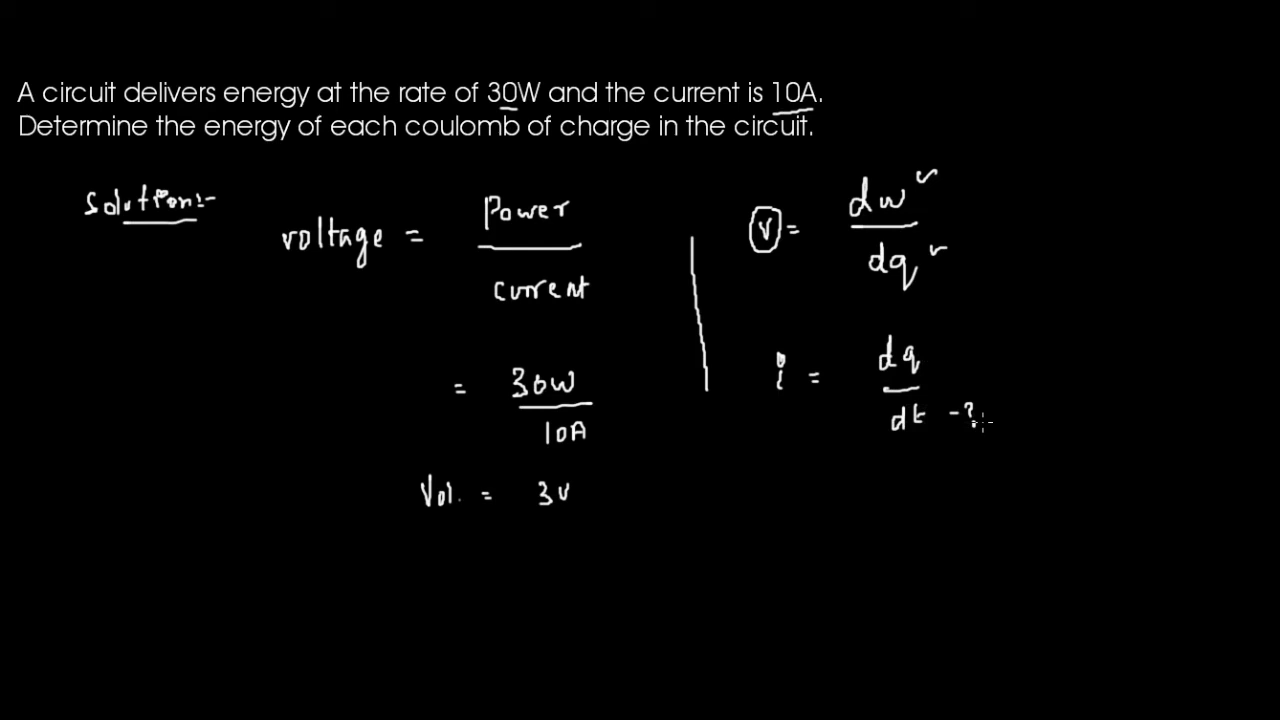 A circuit delivers energy at the rate of 30W and the current is 10A.
Determine the energy of each coulomb of charge in the circuit.
Solution:-
voltage = Power / current
= 30W / 10A
Vol. = 3V
V = dw / dq
i = dq / dt - ?